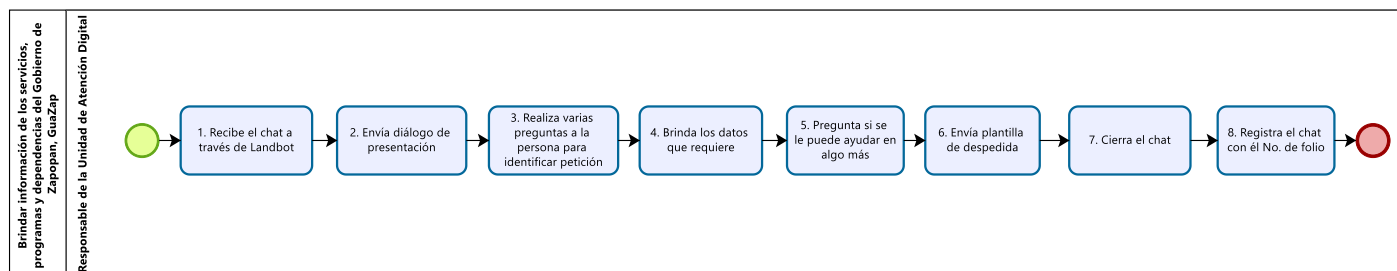 Brindar información de los servicios,
programas y dependencias del Gobierno de
Zapopan, GuaZap
Responsable de la Unidad de Atención Digital
1. Recibe el chat a
través de Landbot
2. Envía diálogo de
presentación
3. Realiza varias
preguntas a la
persona para
identificar petición
4. Brinda los datos
que requiere
5. Pregunta si se
le puede ayudar en
algo más
6. Envía plantilla
de despedida
7. Cierra el chat
8. Registra el chat
con él No. de folio